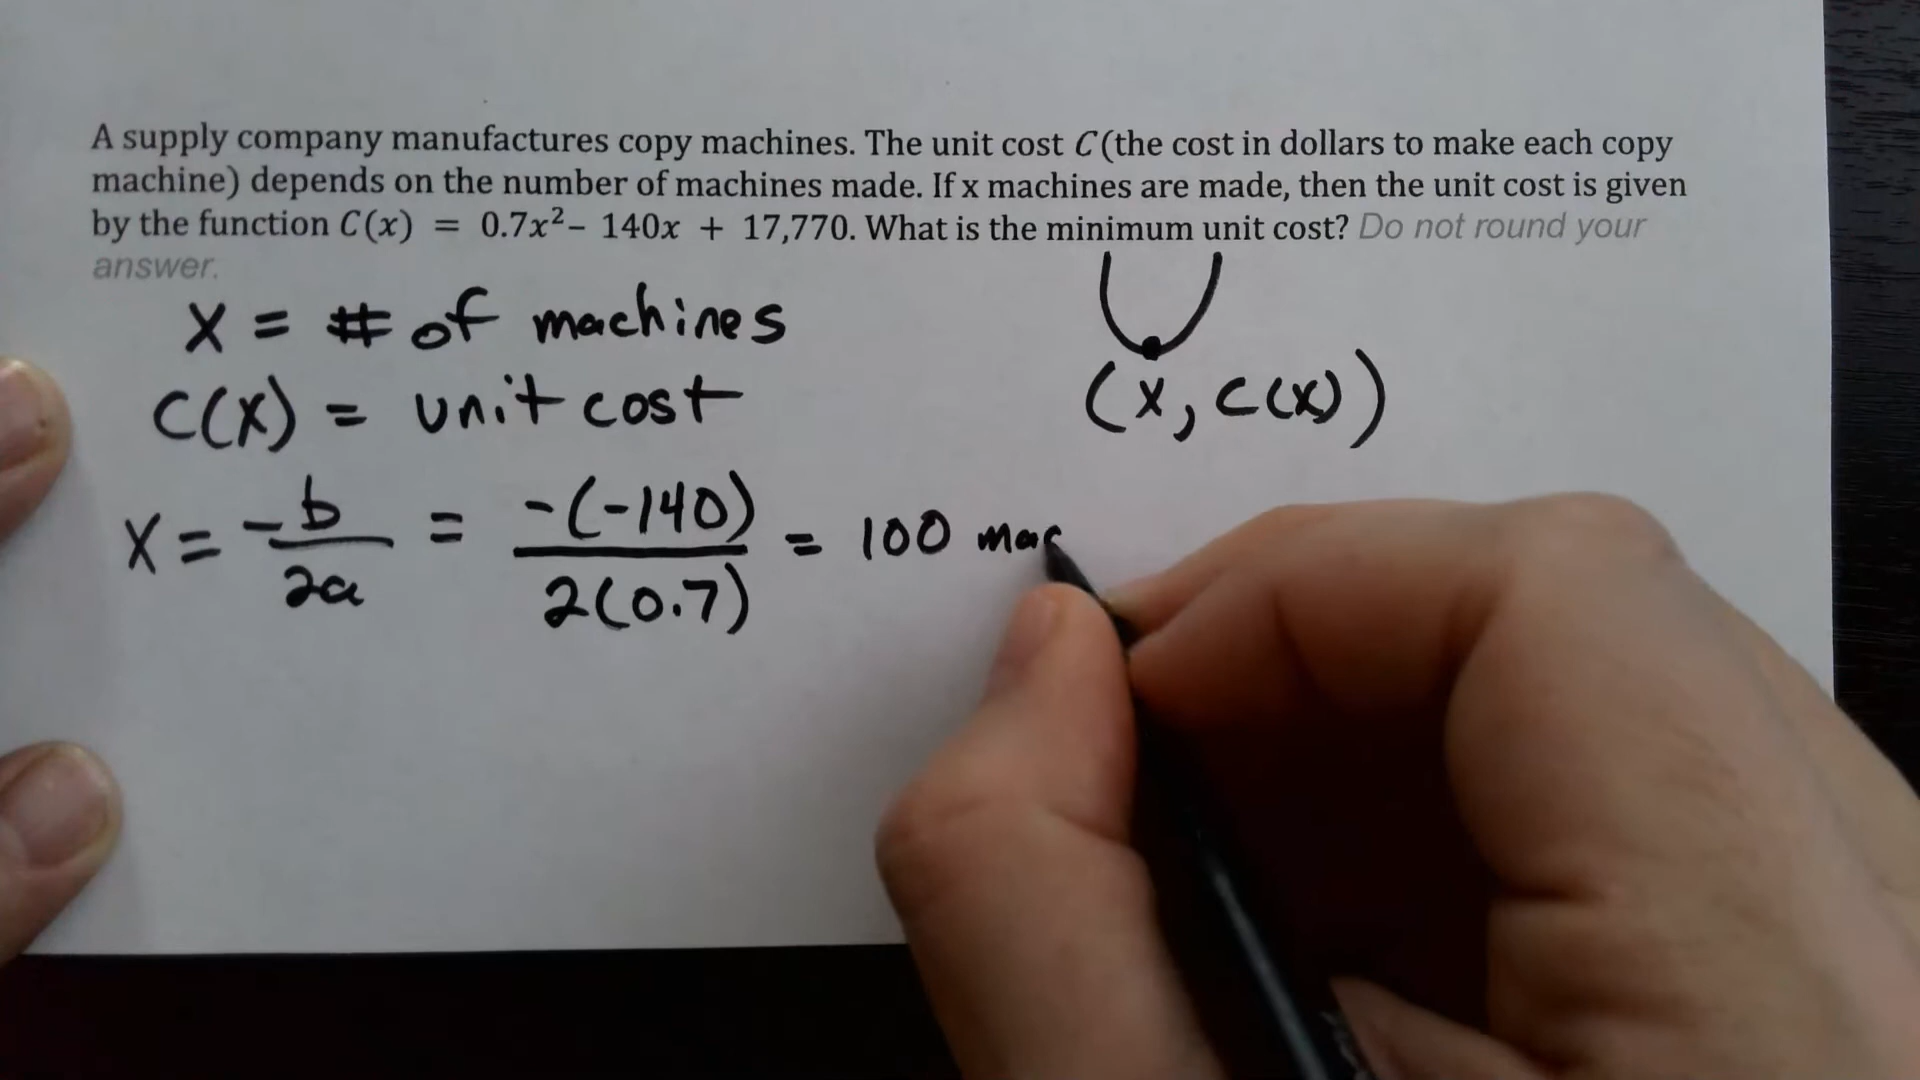 A supply company manufactures copy machines. The unit cost C (the cost in dollars to make each copy
machine) depends on the number of machines made. If x machines are made, then the unit cost is given
by the function C(x) = 0.7x²– 140x + 17,770. What is the minimum unit cost? Do not round your
answer.
X = # of machines
C(X) = unit cost
(x, C(x))
X = -b/2a = -(-140)/2(0.7) = 100 mac